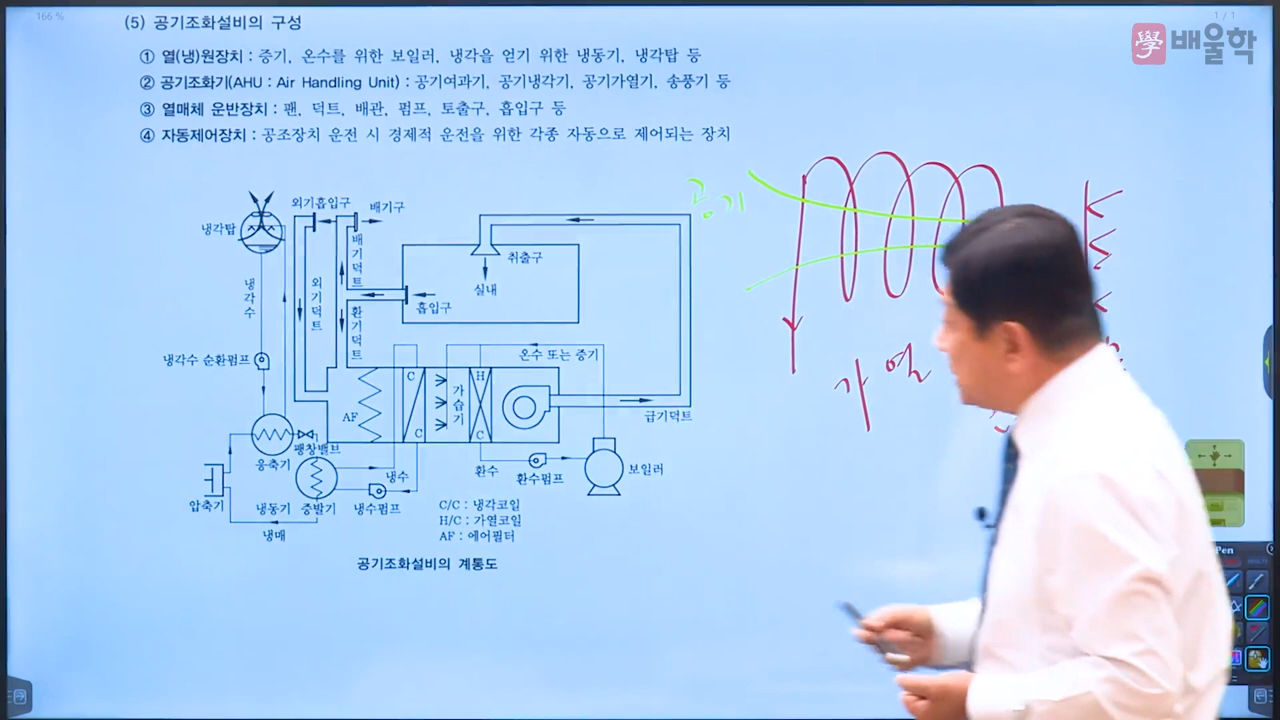 166 %
1 / 1
學 배울학
(5) 공기조화설비의 구성
① 열(냉)원장치 : 증기, 온수를 위한 보일러, 냉각을 얻기 위한 냉동기, 냉각탑 등
② 공기조화기(AHU : Air Handling Unit) : 공기여과기, 공기냉각기, 공기가열기, 송풍기 등
③ 열매체 운반장치 : 팬, 덕트, 배관, 펌프, 토출구, 흡입구 등
④ 자동제어장치 : 공조장치 운전 시 경제적 운전을 위한 각종 자동으로 제어되는 장치
공기
외기흡입구
배기구
냉각탑
배기덕트
취출구
실내
외기덕트
냉각수
흡입구
환기덕트
냉각수 순환펌프
온수 또는 증기
가열
C
H
가습기
AF
C
C
급기덕트
팽창밸브
응축기
냉수
환수
환수펌프
보일러
압축기
냉동기
증발기
냉수펌프
냉매
C/C : 냉각코일
H/C : 가열코일
AF : 에어필터
공기조화설비의 계통도
Pen